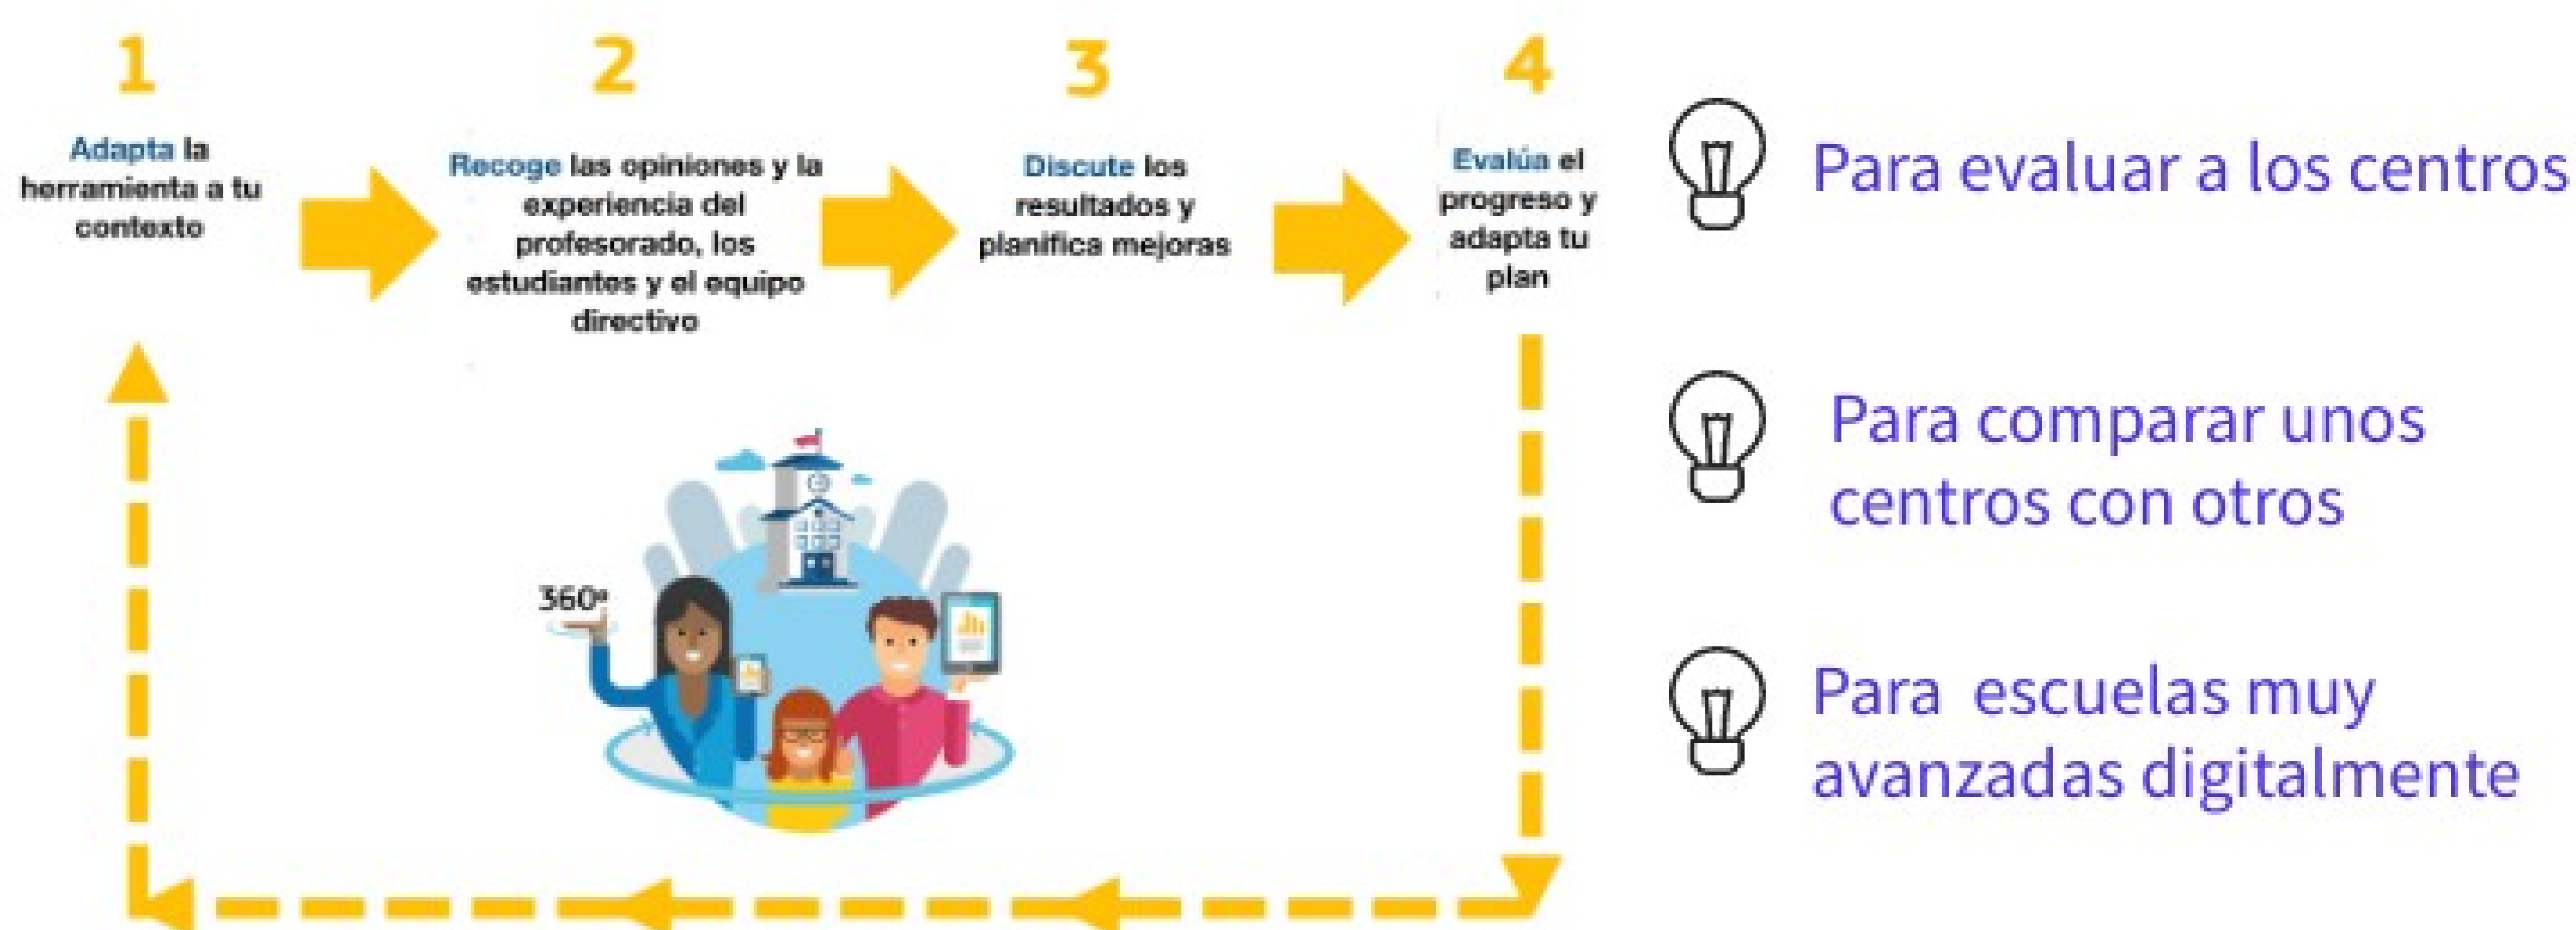 1
Adapta la
herramienta a tu
contexto
2
Recoge las opiniones y la
experiencia del
profesorado, los
estudiantes y el equipo
directivo
3
Discute los
resultados y
planifica mejoras
4
Evalúa el
progreso y
adapta tu
plan
360º
Para evaluar a los centros
Para comparar unos
centros con otros
Para escuelas muy
avanzadas digitalmente